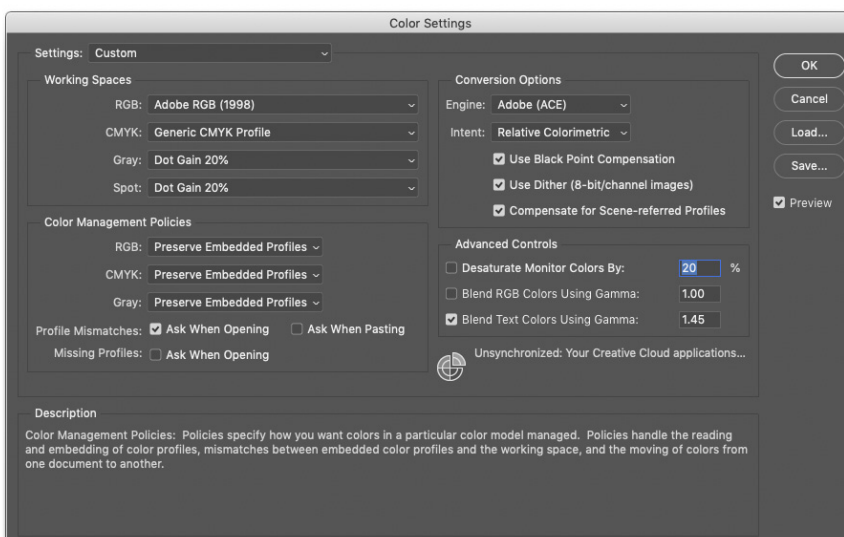 Color Settings
Settings: Custom
Working Spaces
RGB: Adobe RGB (1998)
CMYK: Generic CMYK Profile
Gray: Dot Gain 20%
Spot: Dot Gain 20%
Color Management Policies
RGB: Preserve Embedded Profiles
CMYK: Preserve Embedded Profiles
Gray: Preserve Embedded Profiles
Profile Mismatches: Ask When Opening Ask When Pasting
Missing Profiles: Ask When Opening
Conversion Options
Engine: Adobe (ACE)
Intent: Relative Colorimetric
Use Black Point Compensation
Use Dither (8-bit/channel images)
Compensate for Scene-referred Profiles
Advanced Controls
Desaturate Monitor Colors By: 20 %
Blend RGB Colors Using Gamma: 1.00
Blend Text Colors Using Gamma: 1.45
Unsynchronized: Your Creative Cloud applications...
OK
Cancel
Load...
Save...
Preview
Description
Color Management Policies: Policies specify how you want colors in a particular color model managed. Policies handle the reading
and embedding of color profiles, mismatches between embedded color profiles and the working space, and the moving of colors from
one document to another.